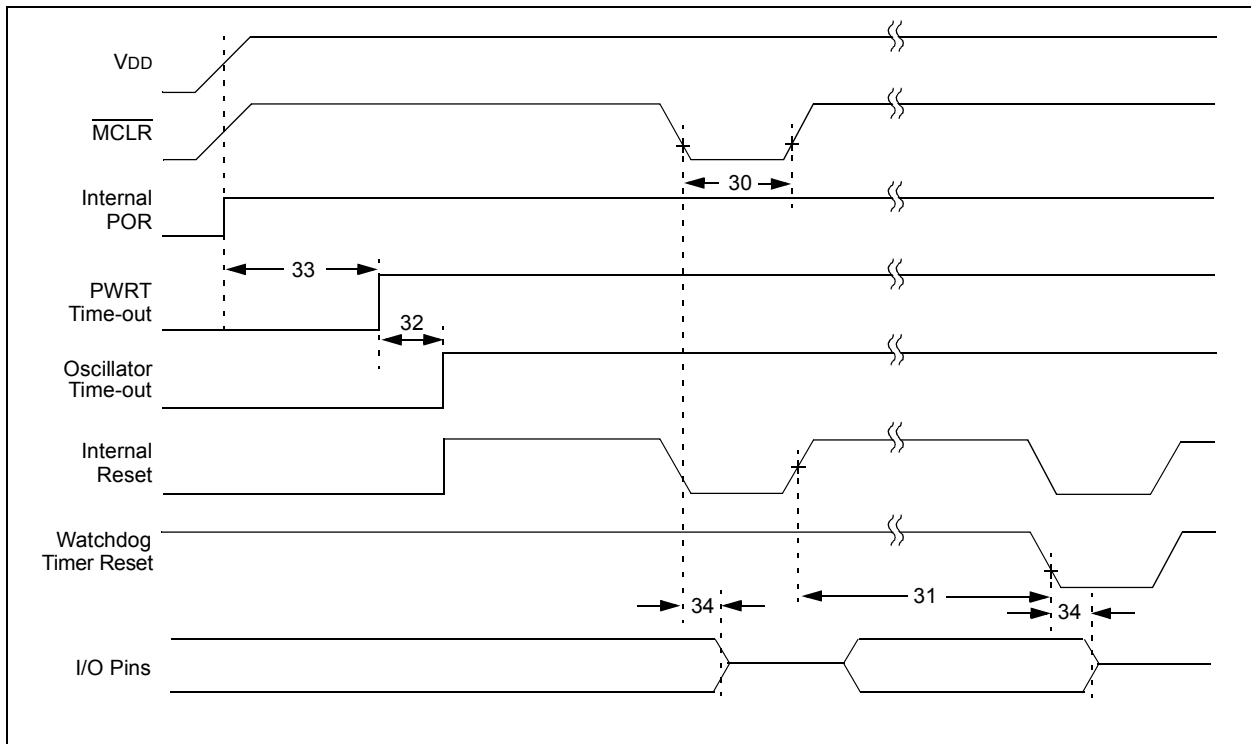 VDD
MCLR
30
Internal
POR
33
PWRT
Time-out
32
Oscillator
Time-out
Internal
Reset
Watchdog
Timer Reset
31
34
34
I/O Pins